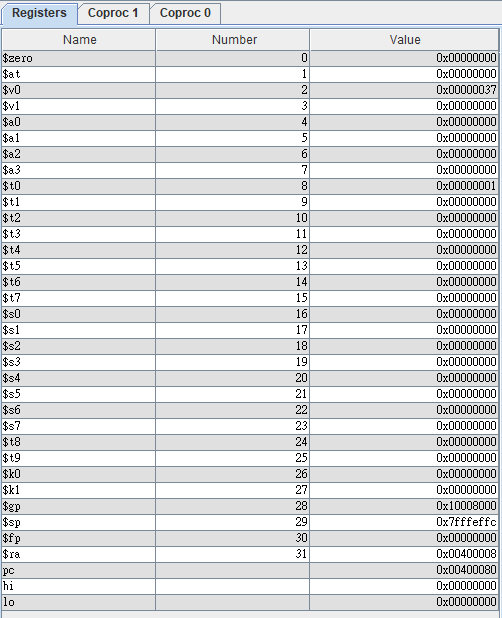 Registers Coproc 1 Coproc 0
Name Number Value
$zero 0 0x00000000
$at 1 0x00000000
$v0 2 0x00000037
$v1 3 0x00000000
$a0 4 0x00000000
$a1 5 0x00000000
$a2 6 0x00000000
$a3 7 0x00000000
$t0 8 0x00000001
$t1 9 0x00000000
$t2 10 0x00000000
$t3 11 0x00000000
$t4 12 0x00000000
$t5 13 0x00000000
$t6 14 0x00000000
$t7 15 0x00000000
$s0 16 0x00000000
$s1 17 0x00000000
$s2 18 0x00000000
$s3 19 0x00000000
$s4 20 0x00000000
$s5 21 0x00000000
$s6 22 0x00000000
$s7 23 0x00000000
$t8 24 0x00000000
$t9 25 0x00000000
$k0 26 0x00000000
$k1 27 0x00000000
$gp 28 0x10008000
$sp 29 0x7fffeffc
$fp 30 0x00000000
$ra 31 0x00400008
pc 0x00400080
hi 0x00000000
lo 0x00000000